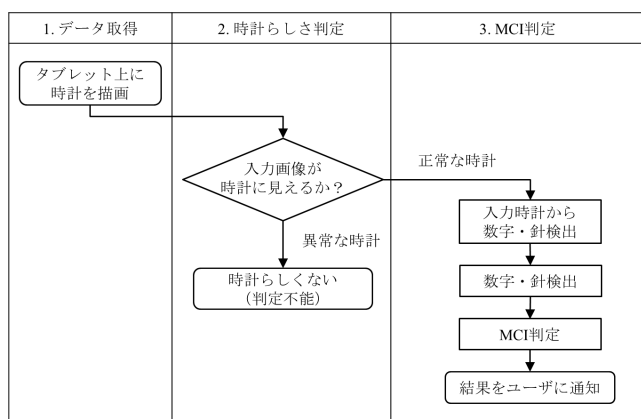 1. データ取得
2. 時計らしさ判定
3. MCI判定
タブレット上に
時計を描画
入力画像が
時計に見えるか？
正常な時計
異常な時計
時計らしくない
（判定不能）
入力時計から
数字・針検出
数字・針検出
MCI判定
結果をユーザに通知